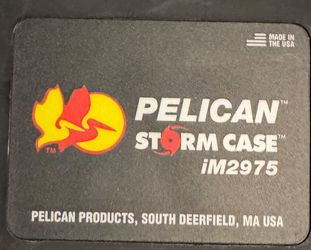 MADE IN
THE USA
PELICAN™
STORM CASE™
iM2975
TM
PELICAN PRODUCTS, SOUTH DEERFIELD, MA USA